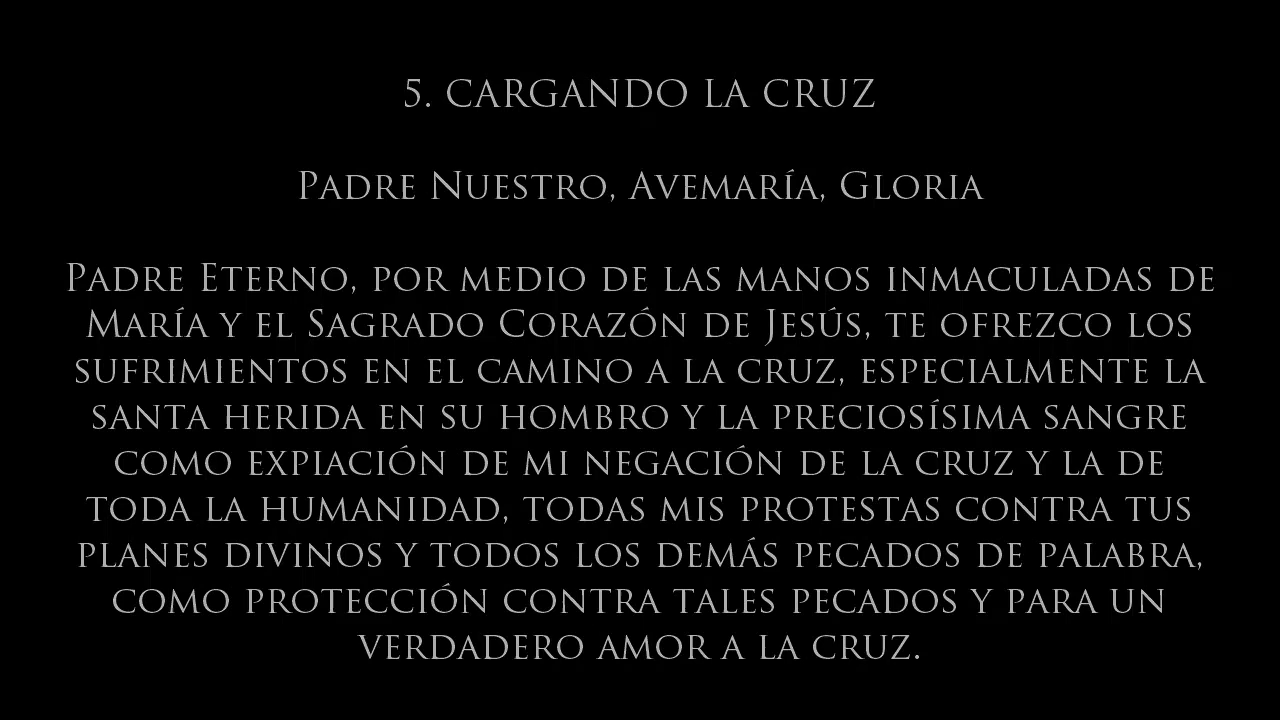 5. CARGANDO LA CRUZ
PADRE NUESTRO, AVEMARÍA, GLORIA
PADRE ETERNO, POR MEDIO DE LAS MANOS INMACULADAS DE
MARÍA Y EL SAGRADO CORAZÓN DE JESÚS, TE OFREZCO LOS
SUFRIMIENTOS EN EL CAMINO A LA CRUZ, ESPECIALMENTE LA
SANTA HERIDA EN SU HOMBRO Y LA PRECIOSÍSIMA SANGRE
COMO EXPIACIÓN DE MI NEGACIÓN DE LA CRUZ Y LA DE
TODA LA HUMANIDAD, TODAS MIS PROTESTAS CONTRA TUS
PLANES DIVINOS Y TODOS LOS DEMÁS PECADOS DE PALABRA,
COMO PROTECCIÓN CONTRA TALES PECADOS Y PARA UN
VERDADERO AMOR A LA CRUZ.